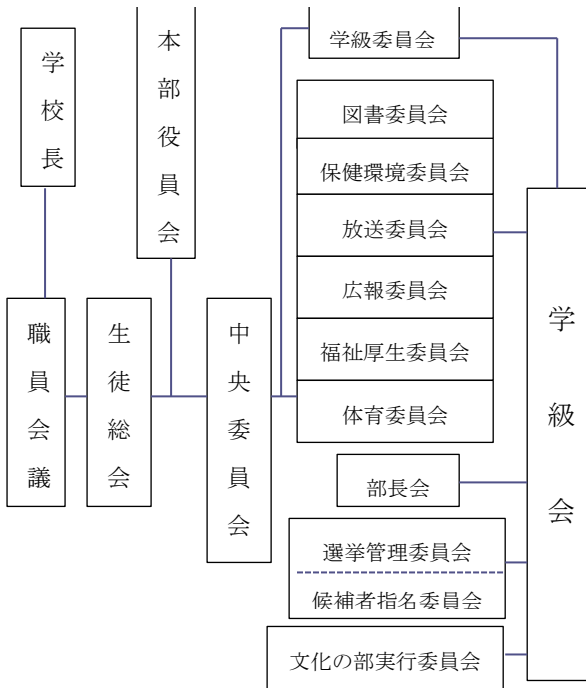 学校長
本部役員会
学級委員会
図書委員会
保健環境委員会
放送委員会
広報委員会
福祉厚生委員会
体育委員会
職員会議
生徒総会
中央委員会
学級会
部長会
選挙管理委員会
候補者指名委員会
文化の部実行委員会